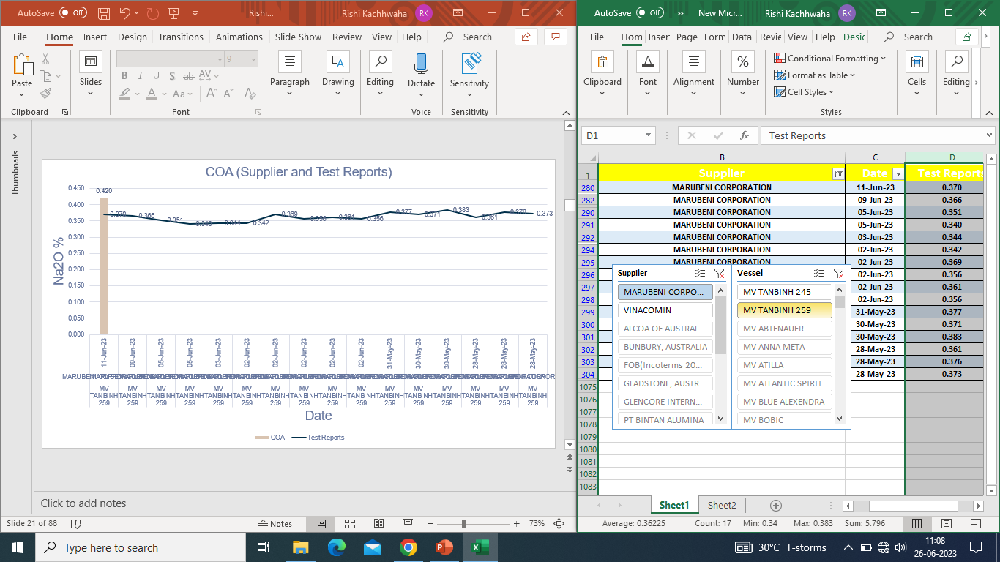 AutoSave Off Rishi... Rishi Kachhwaha RK
File Home Insert Design Transitions Animations Slide Show Review View Help Search
Paste Slides 9 Paragraph Drawing Editing Dictate Sensitivity
B I U S ab AV
A Aa A A A
Clipboard Font Voice Sensitivity
Thumbnails
COA (Supplier and Test Reports)
Na2O %
0.450
0.400
0.350
0.300
0.250
0.200
0.150
0.100
0.050
0.000
0.420
0.370 0.366 0.351 0.340 0.344 0.342 0.369 0.356 0.361 0.356 0.377 0.371 0.383 0.361 0.376 0.373
11-Jun-23 09-Jun-23 05-Jun-23 05-Jun-23 03-Jun-23 02-Jun-23 02-Jun-23 02-Jun-23 02-Jun-23 02-Jun-23 31-May-23 30-May-23 30-May-23 28-May-23 28-May-23 28-May-23
MV MV MV MV MV MV MV MV MV MV MV MV MV MV MV MV
TANBINH TANBINH TANBINH TANBINH TANBINH TANBINH TANBINH TANBINH TANBINH TANBINH TANBINH TANBINH TANBINH TANBINH TANBINH TANBINH
259 259 259 259 259 259 259 259 259 259 259 259 259 259 259 259
Date
COA Test Reports
Click to add notes
Slide 21 of 88 Notes 73%
AutoSave Off New Micr... Rishi Kachhwaha RK
File Hom Inser Page Form Data Revie View Help Desig Search
Clipboard Font Alignment Number Conditional Formatting Cells Editing
Format as Table
Cell Styles
Styles
D1 fx Test Reports
B C D
1 Supplier Date Test Reports
280 MARUBENI CORPORATION 11-Jun-23 0.370
282 MARUBENI CORPORATION 09-Jun-23 0.366
290 MARUBENI CORPORATION 05-Jun-23 0.351
291 MARUBENI CORPORATION 05-Jun-23 0.340
292 MARUBENI CORPORATION 03-Jun-23 0.344
294 MARUBENI CORPORATION 02-Jun-23 0.342
295 MARUBENI CORPORATION 02-Jun-23 0.369
296 02-Jun-23 0.356
297 02-Jun-23 0.361
298 02-Jun-23 0.356
299 31-May-23 0.377
300 30-May-23 0.371
301 30-May-23 0.383
302 28-May-23 0.361
303 28-May-23 0.376
304 28-May-23 0.373
1075
1076
1077
1078
1079
1080
1081
1082
1083
Supplier
MARUBENI CORPO...
VINACOMIN
ALCOA OF AUSTRAL...
BUNBURY, AUSTRALIA
FOB(Incoterms 20...
GLADSTONE, AUSTR...
GLENCORE INTERN...
PT BINTAN ALUMINA
Vessel
MV TANBINH 245
MV TANBINH 259
MV ABTENAUER
MV ANNA META
MV ATILLA
MV ATLANTIC SPIRIT
MV BLUE ALEXENDRA
MV BOBIC
Sheet1 Sheet2
Average: 0.36225 Count: 17 Min: 0.34 Max: 0.383 Sum: 5.796
Type here to search
30°C T-storms
11:08
26-06-2023